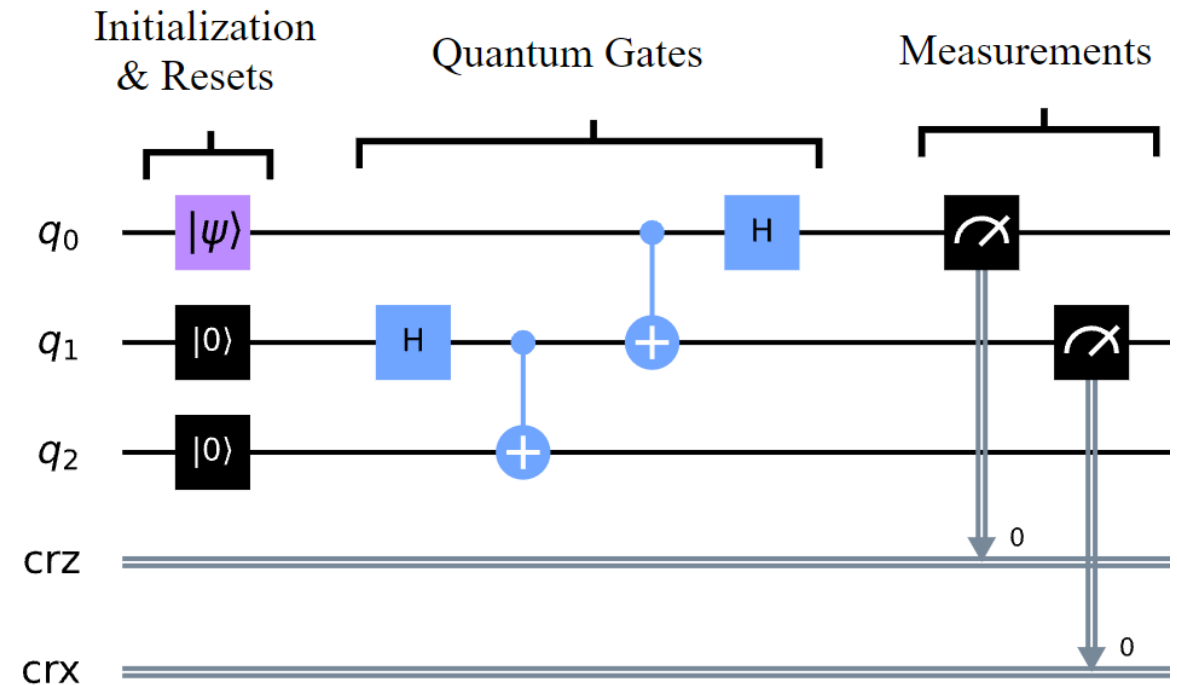 Initialization
& Resets
Quantum Gates
Measurements
q0 |ψ⟩ H
q1 |0⟩ H
q2 |0⟩
crz 0
crx 0